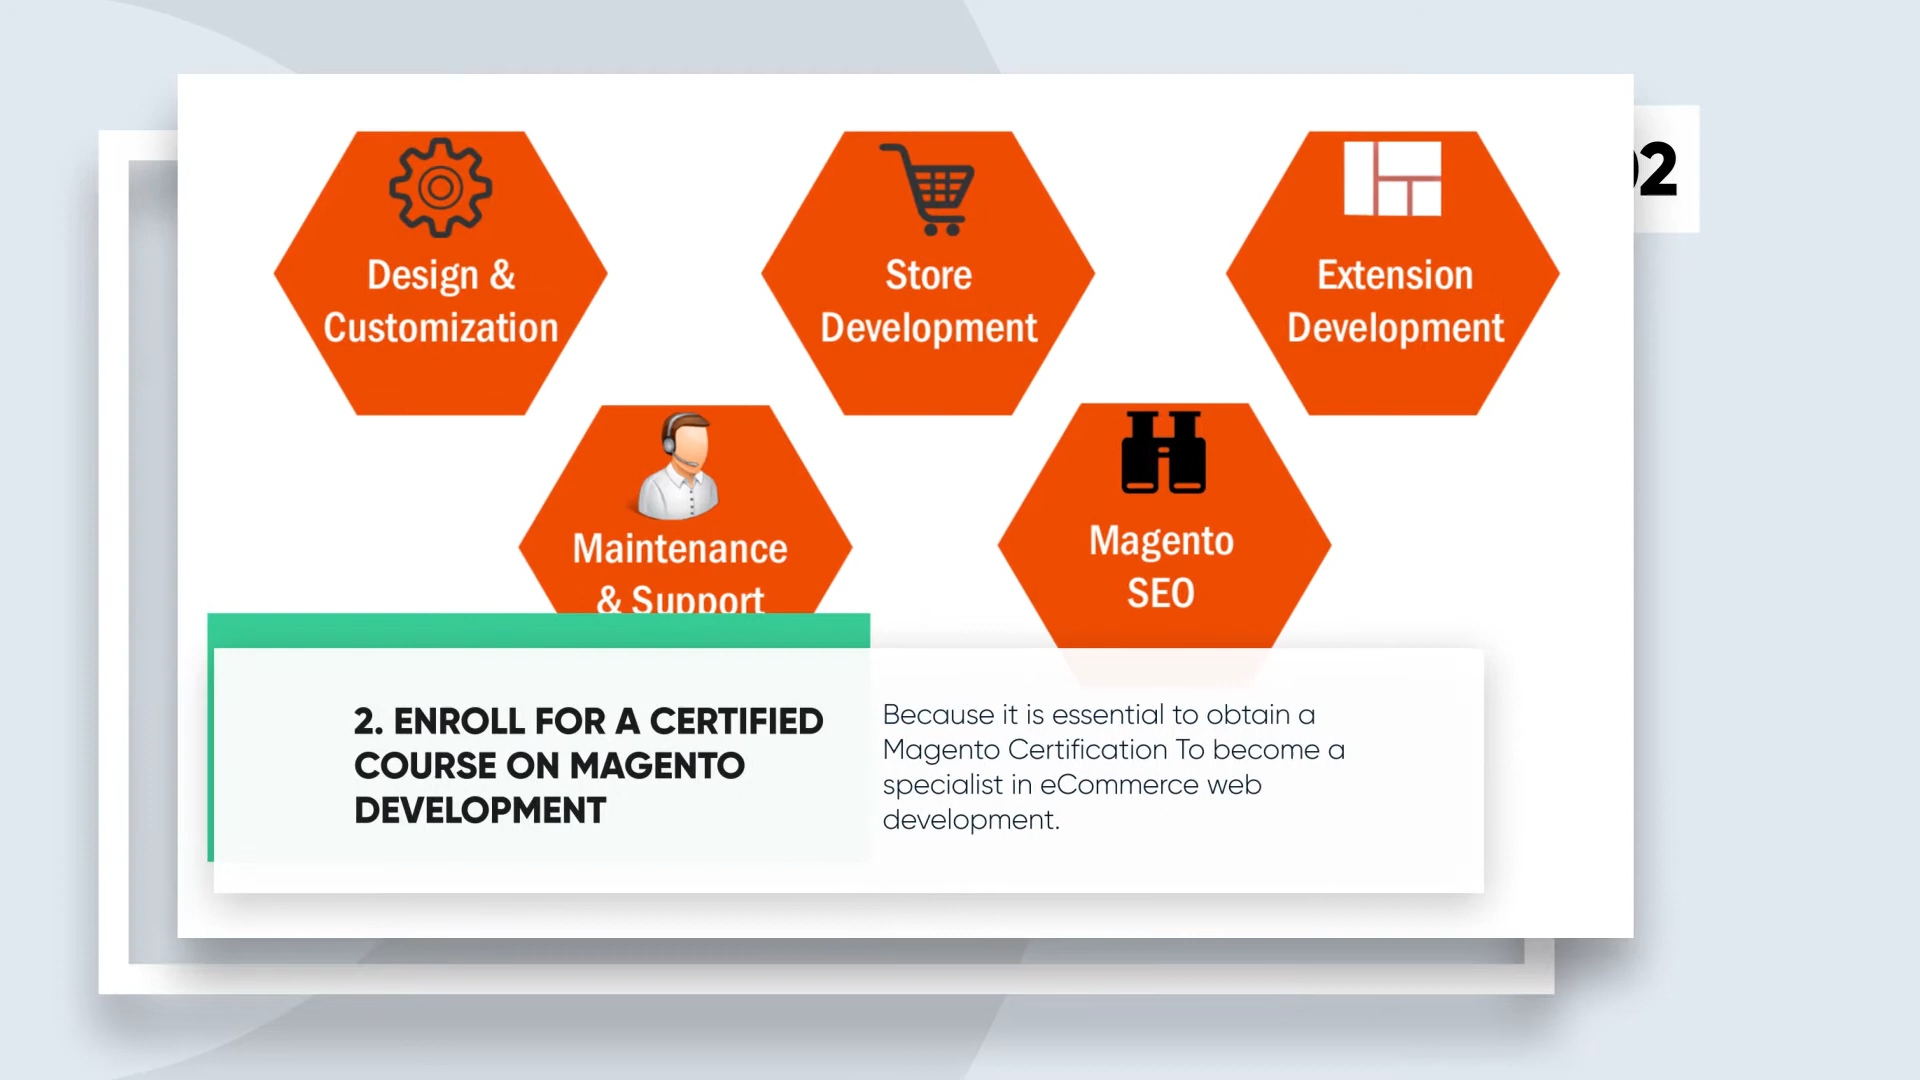 02
Design &
Customization
Store
Development
Extension
Development
Maintenance
& Support
Magento
SEO
2. ENROLL FOR A CERTIFIED
COURSE ON MAGENTO
DEVELOPMENT
Because it is essential to obtain a
Magento Certification To become a
specialist in eCommerce web
development.